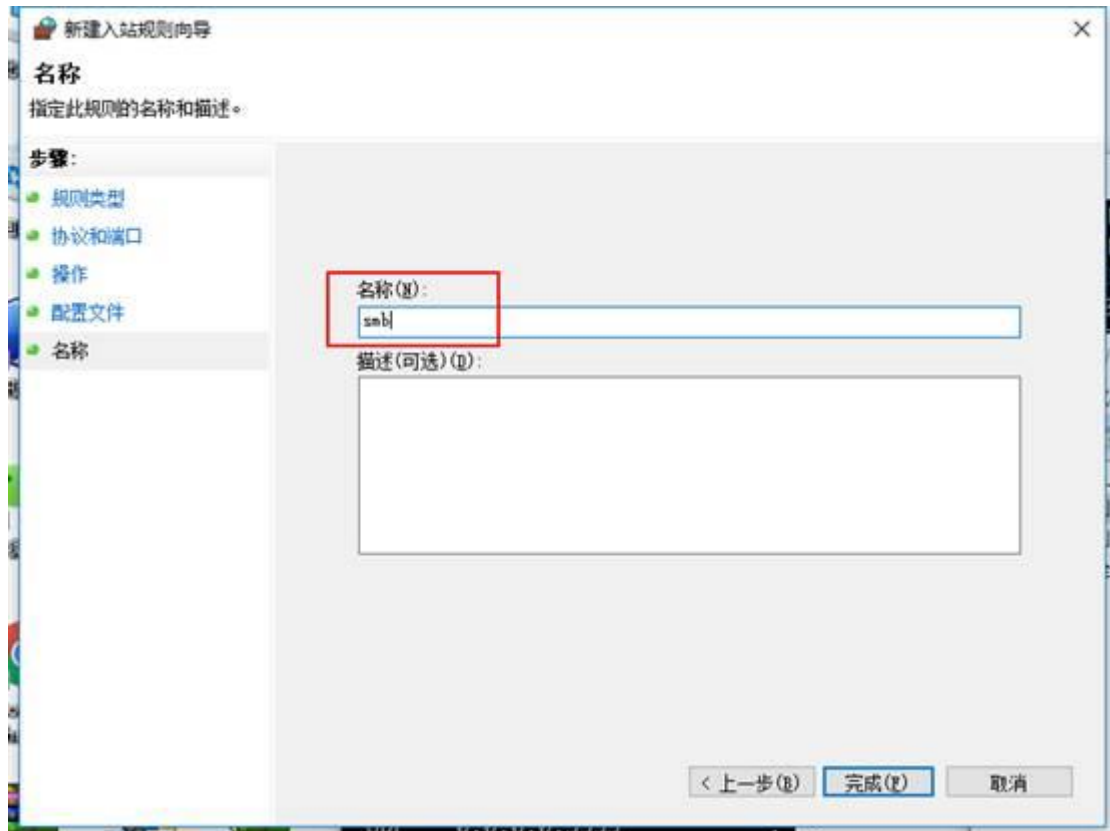 新建入站规则向导
名称
指定此规则的名称和描述。
步骤:
规则类型
协议和端口
操作
配置文件
名称
名称(N):
smb
描述(可选)(D):
< 上一步(B)
完成(F)
取消